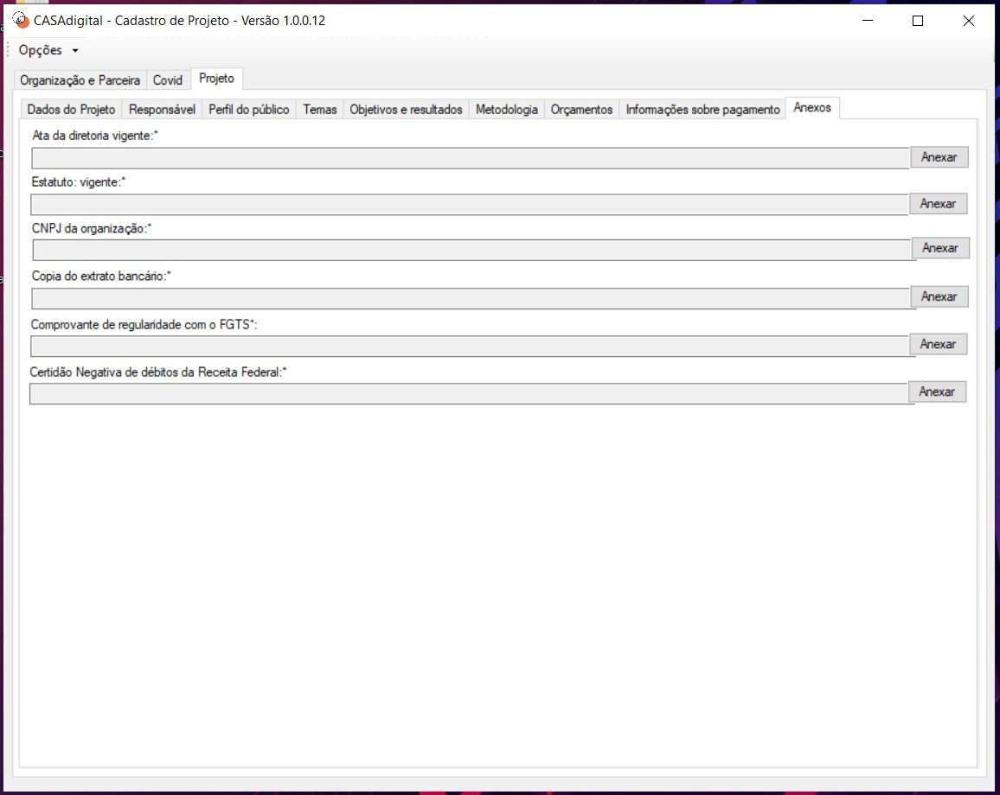 CASAdigital - Cadastro de Projeto - Versão 1.0.0.12
Opções
Organização e Parceira Covid Projeto
Dados do Projeto Responsável Perfil do público Temas Objetivos e resultados Metodologia Orçamentos Informações sobre pagamento Anexos
Ata da diretoria vigente:*
Anexar
Estatuto: vigente:*
Anexar
CNPJ da organização:*
Anexar
Copia do extrato bancário:*
Anexar
Comprovante de regularidade com o FGTS*:
Anexar
Certidão Negativa de débitos da Receita Federal:*
Anexar